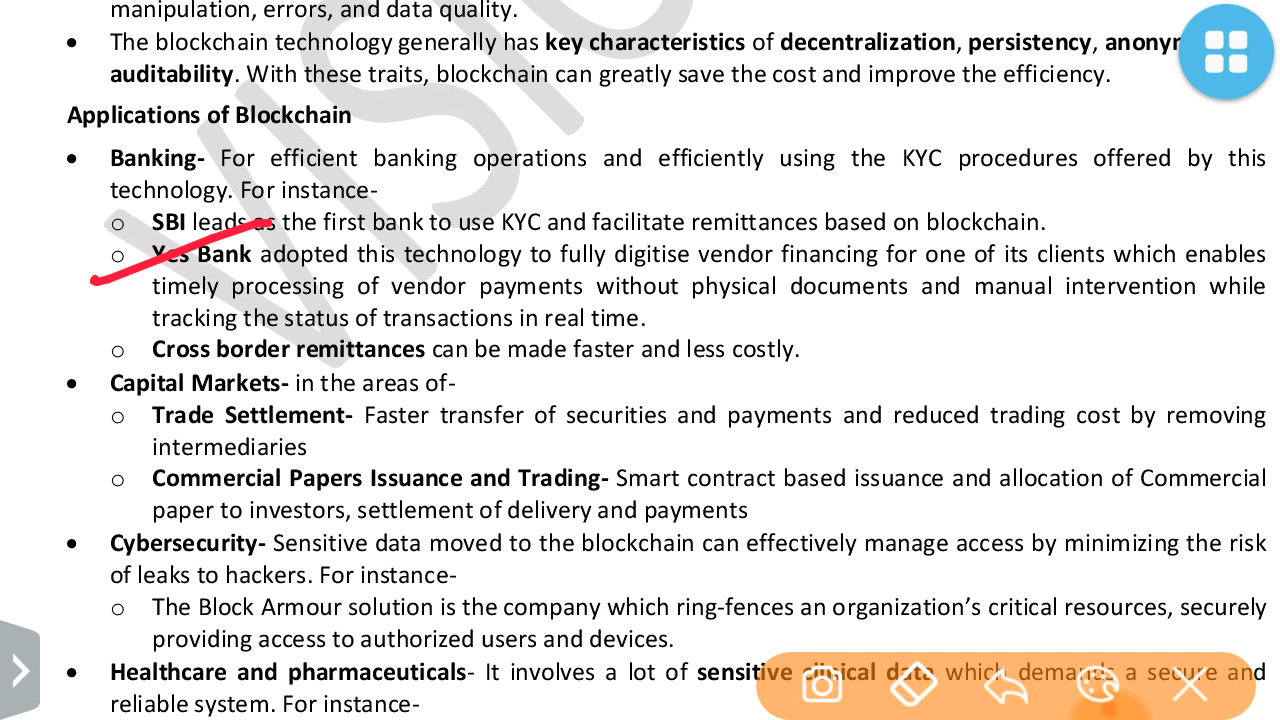 manipulation, errors, and data quality.
• The blockchain technology generally has key characteristics of decentralization, persistency,
auditability. With these traits, blockchain can greatly save the cost and improve the efficiency.
Applications of Blockchain
• Banking- For efficient banking operations and efficiently using the KYC procedures offered by this
technology. For instance-
o SBI leads as the first bank to use KYC and facilitate remittances based on blockchain.
o Yes Bank adopted this technology to fully digitise vendor financing for one of its clients which enables
timely processing of vendor payments without physical documents and manual intervention while
tracking the status of transactions in real time.
o Cross border remittances can be made faster and less costly.
• Capital Markets- in the areas of-
o Trade Settlement- Faster transfer of securities and payments and reduced trading cost by removing
intermediaries
o Commercial Papers Issuance and Trading- Smart contract based issuance and allocation of Commercial
paper to investors, settlement of delivery and payments
• Cybersecurity- Sensitive data moved to the blockchain can effectively manage access by minimizing the risk
of leaks to hackers. For instance-
o The Block Armour solution is the company which ring-fences an organization's critical resources, securely
providing access to authorized users and devices.
• Healthcare and pharmaceuticals- It involves a lot of sensitive clinical data which demands a secure and
reliable system. For instance-